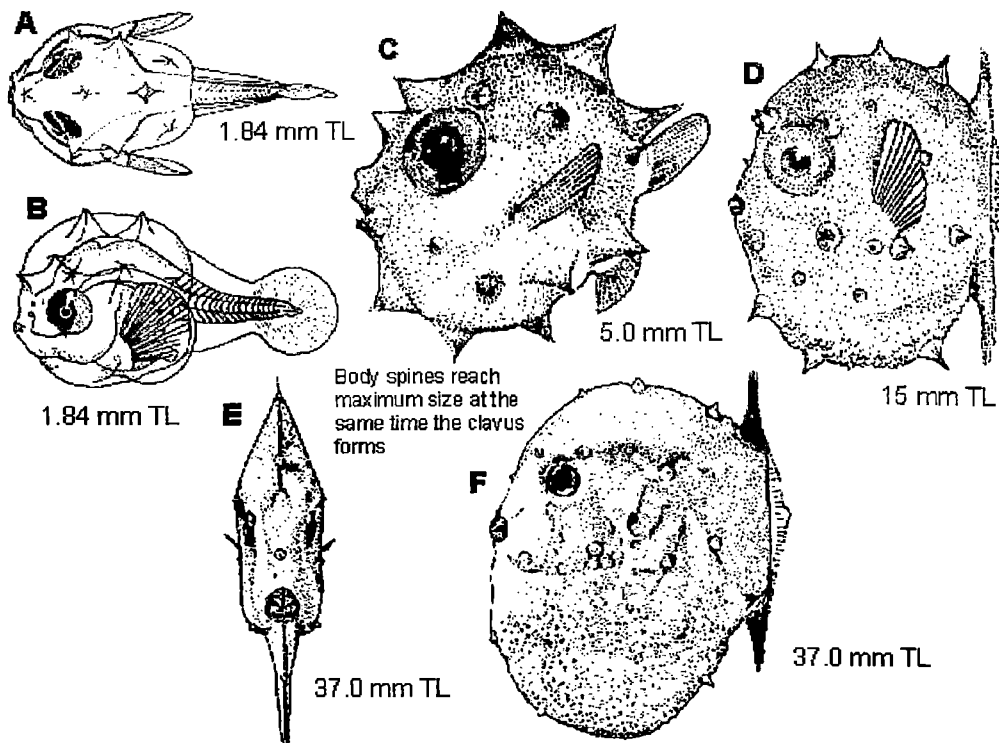 A
1.84 mm TL
B
1.84 mm TL
C
5.0 mm TL
D
15 mm TL
Body spines reach
maximum size at the
same time the clavus
forms
E
37.0 mm TL
F
37.0 mm TL